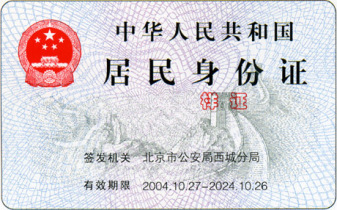 中华人民共和国
居民身份证
样证
签发机关 北京市公安局西城分局
有效期限 2004.10.27-2024.10.26